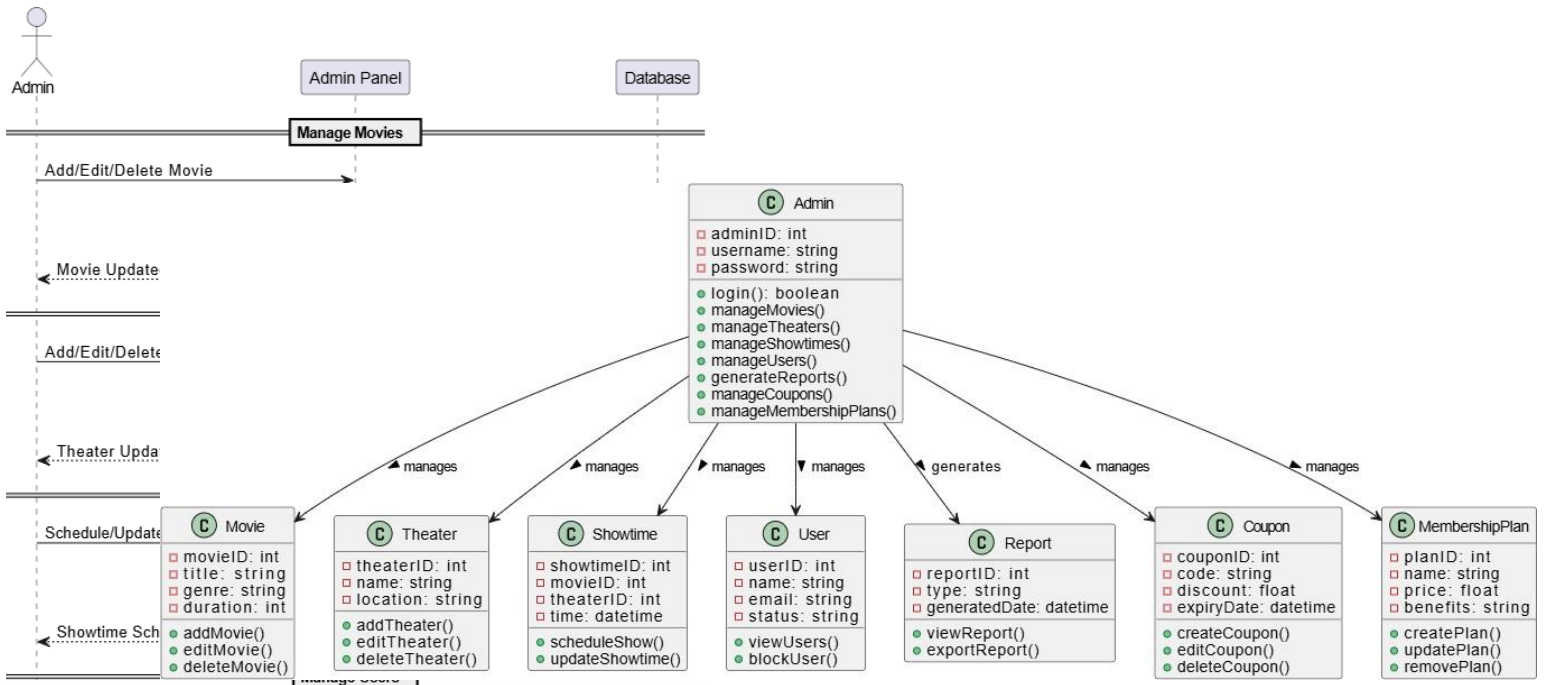 Admin
Admin Panel
Database
Manage Movies
Add/Edit/Delete Movie
Movie Update
Add/Edit/Delete
Theater Upda
Schedule/Update
Showtime Sch
C Admin
adminID: int
username: string
password: string
login(): boolean
manageMovies()
manageTheaters()
manageShowtimes()
manageUsers()
generateReports()
manageCoupons()
manageMembershipPlans()
manages
manages
manages
manages
generates
manages
manages
C Movie
movieID: int
title: string
genre: string
duration: int
addMovie()
editMovie()
deleteMovie()
C Theater
theaterID: int
name: string
location: string
addTheater()
editTheater()
deleteTheater()
C Showtime
showtimeID: int
movieID: int
theaterID: int
time: datetime
scheduleShow()
updateShowtime()
C User
userID: int
name: string
email: string
status: string
viewUsers()
blockUser()
C Report
reportID: int
type: string
generatedDate: datetime
viewReport()
exportReport()
C Coupon
couponID: int
code: string
discount: float
expiryDate: datetime
createCoupon()
editCoupon()
deleteCoupon()
C MembershipPlan
planID: int
name: string
price: float
benefits: string
createPlan()
updatePlan()
removePlan()